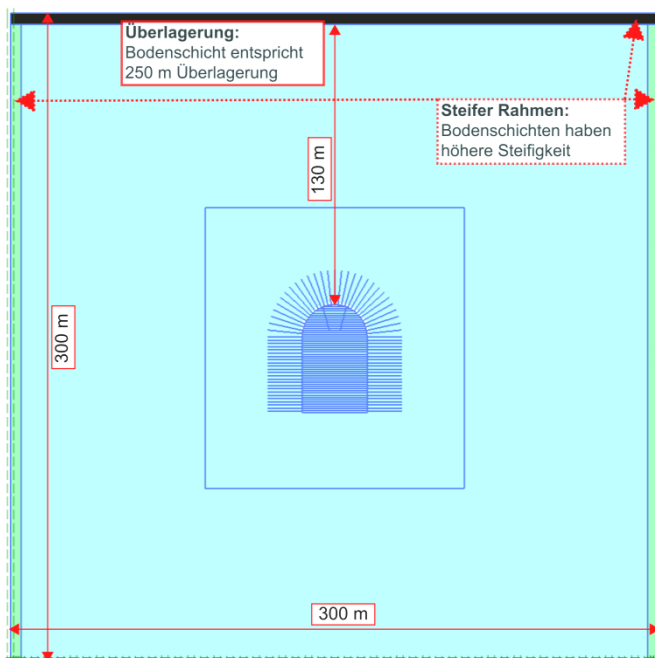 Überlagerung:
Bodenschicht entspricht
250 m Überlagerung
Steifer Rahmen:
Bodenschichten haben
höhere Steifigkeit
130 m
300 m
300 m